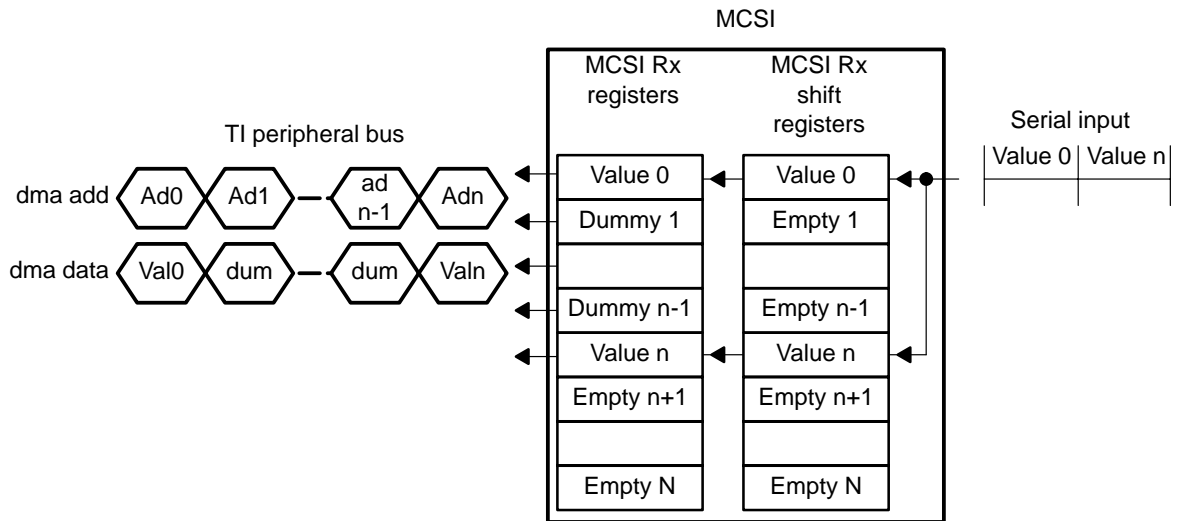 MCSI
MCSI Rx
registers
MCSI Rx
shift
registers
Serial input
Value 0 Value n
TI peripheral bus
dma add Ad0 Ad1 ad
n-1 Adn
dma data Val0 dum dum Valn
Value 0 Value 0
Dummy 1 Empty 1
Dummy n-1 Empty n-1
Value n Value n
Empty n+1 Empty n+1
Empty N Empty N